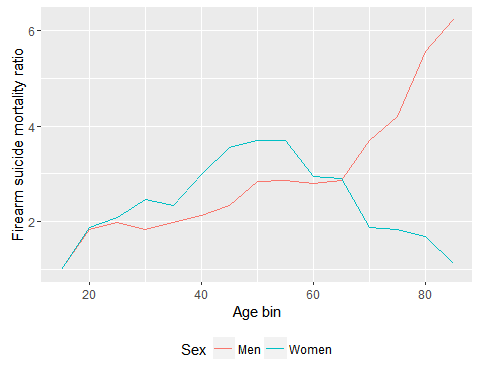 Firearm suicide mortality ratio
6
4
2
20 40 60 80
Age bin
Sex Men Women